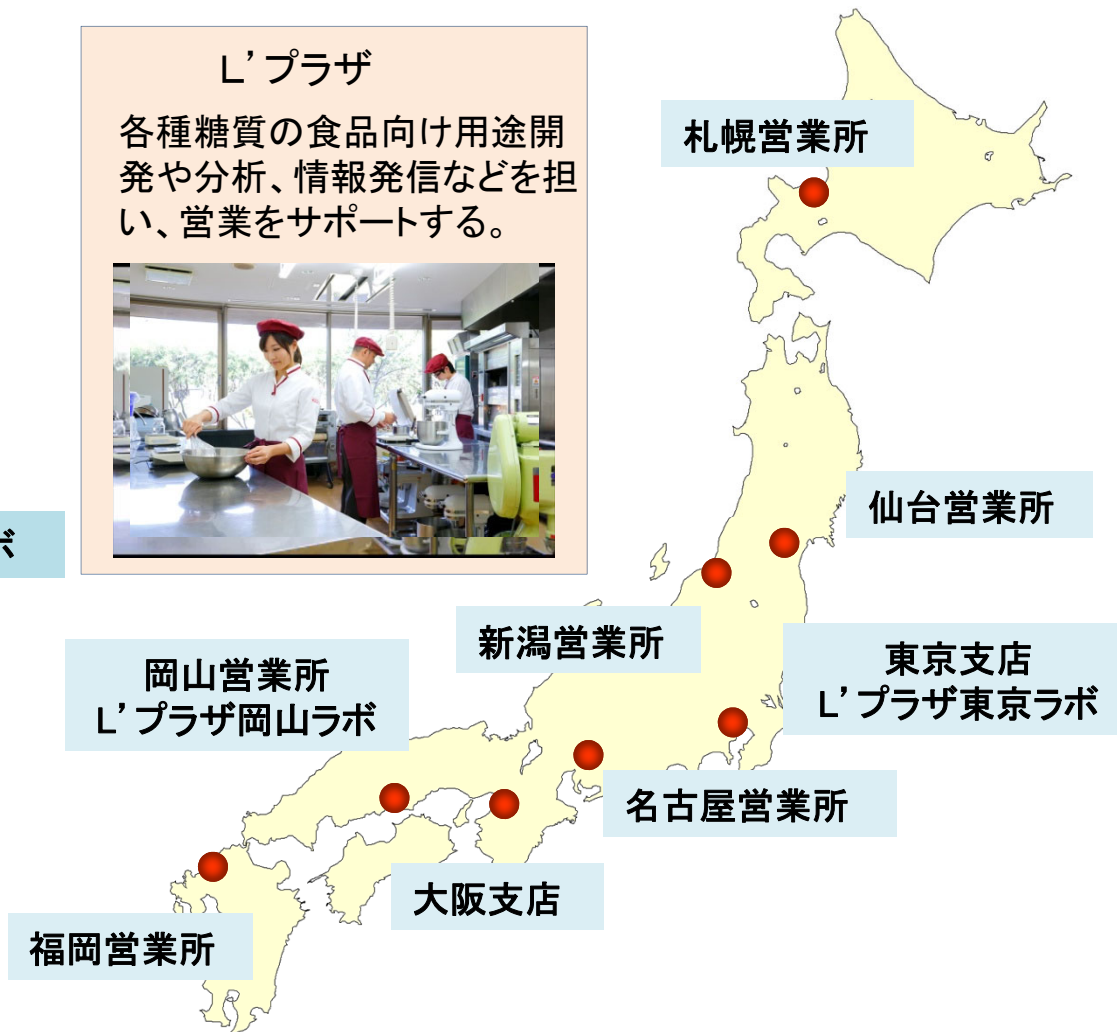 L’プラザ
各種糖質の食品向け用途開
発や分析、情報発信などを担
い、営業をサポートする。
札幌営業所
仙台営業所
ボ
新潟営業所
東京支店
L’プラザ東京ラボ
岡山営業所
L’プラザ岡山ラボ
名古屋営業所
大阪支店
福岡営業所